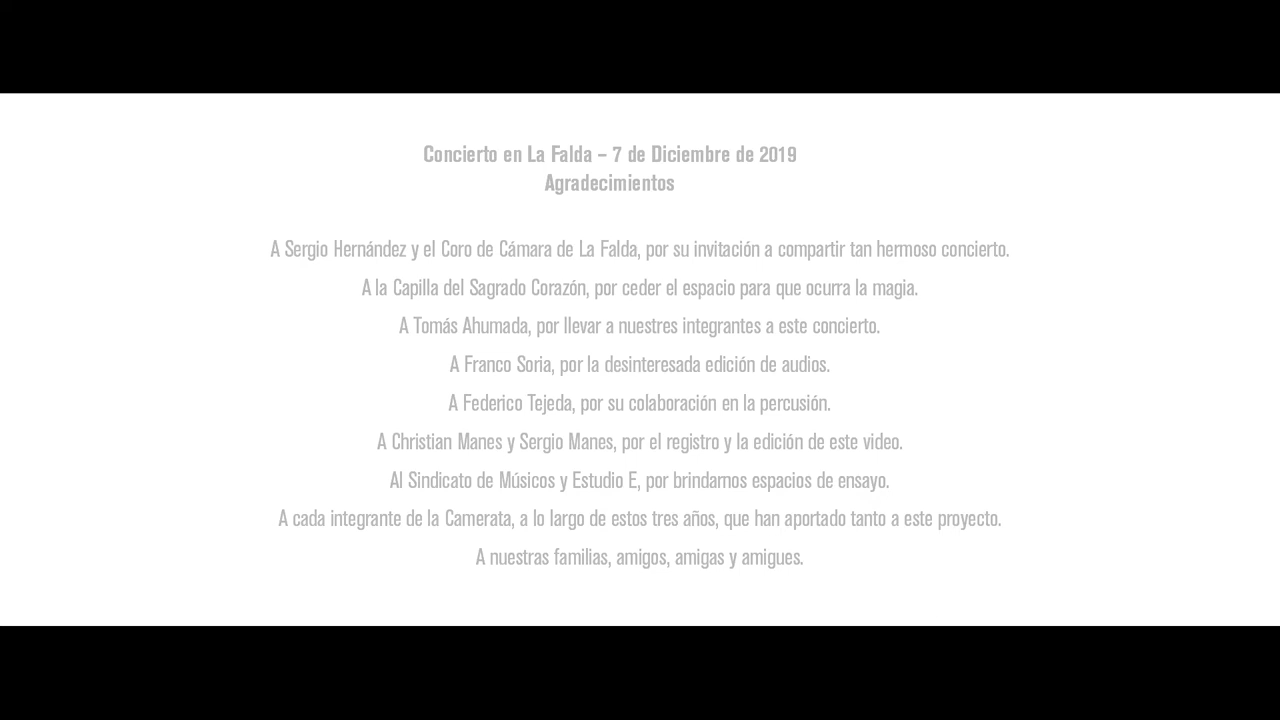 Concierto en La Falda – 7 de Diciembre de 2019
Agradecimientos
A Sergio Hernández y el Coro de Cámara de La Falda, por su invitación a compartir tan hermoso concierto.
A la Capilla del Sagrado Corazón, por ceder el espacio para que ocurra la magia.
A Tomás Ahumada, por llevar a nuestres integrantes a este concierto.
A Franco Soria, por la desinteresada edición de audios.
A Federico Tejeda, por su colaboración en la percusión.
A Christian Manes y Sergio Manes, por el registro y la edición de este video.
Al Sindicato de Músicos y Estudio E, por brindarnos espacios de ensayo.
A cada integrante de la Camerata, a lo largo de estos tres años, que han aportado tanto a este proyecto.
A nuestras familias, amigos, amigas y amigues.